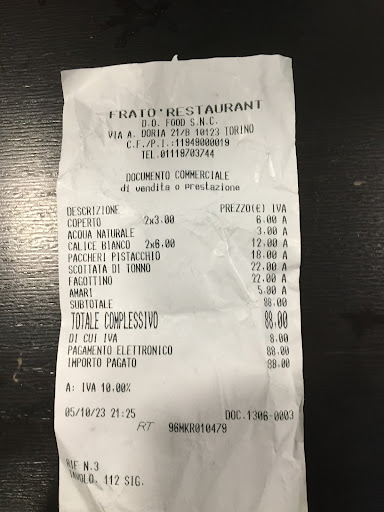 FRATO'RESTAURANT
D.D. FOOD S.N.C.
VIA A. DORIA 21/B 10123 TORINO
C.F./P.I.:11949000019
TEL.01119703744
DOCUMENTO COMMERCIALE
di vendita o prestazione
DESCRIZIONE PREZZO(€) IVA
COPERTO 2x3.00 6.00 A
ACQUA NATURALE 3.00 A
CALICE BIANCO 2x6.00 12.00 A
PACCHERI PISTACCHIO 18.00 A
SCOTTATA DI TONNO 22.00 A
FAGOTTINO 22.00 A
AMARI 5.00 A
SUBTOTALE 88.00
TOTALE COMPLESSIVO 88.00
DI CUI IVA 8.00
PAGAMENTO ELETTRONICO 88.00
IMPORTO PAGATO 88.00
A: IVA 10.00%
05/10/23 21:25 DOC.1306-0003
RT 96MKR010479
RIF N.3
TAVOLO. 112 SIG.